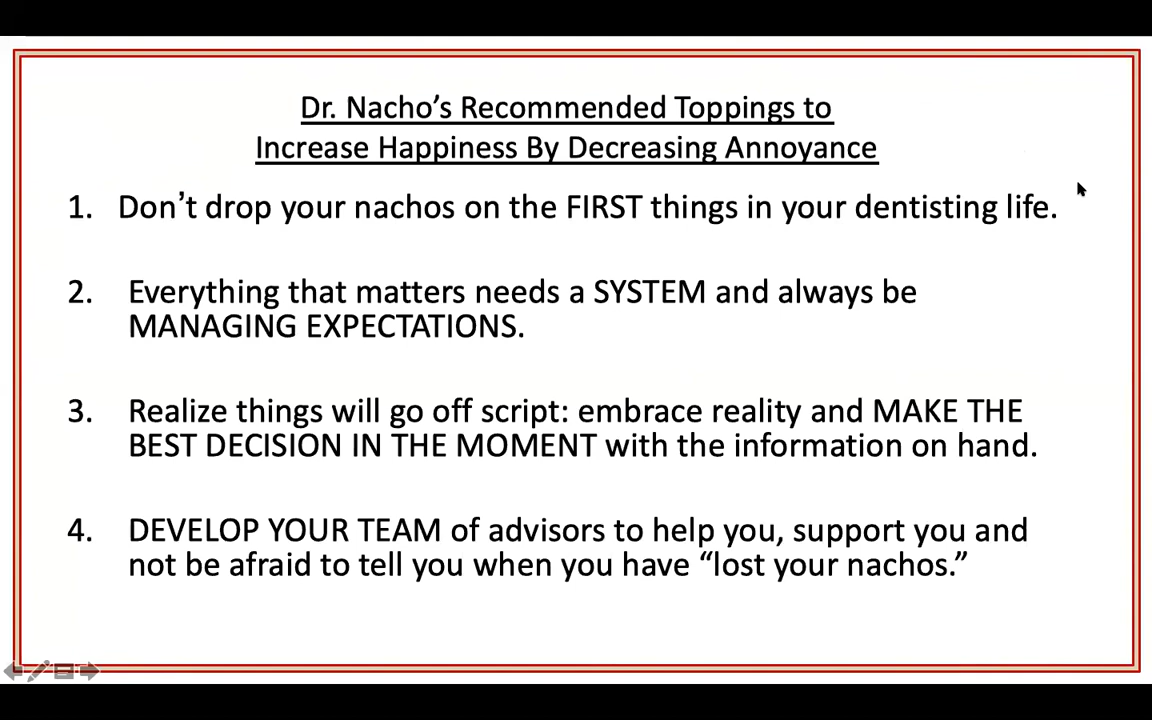 Dr. Nacho’s Recommended Toppings to
Increase Happiness By Decreasing Annoyance
1. Don’t drop your nachos on the FIRST things in your dentisting life.
2. Everything that matters needs a SYSTEM and always be
MANAGING EXPECTATIONS.
3. Realize things will go off script: embrace reality and MAKE THE
BEST DECISION IN THE MOMENT with the information on hand.
4. DEVELOP YOUR TEAM of advisors to help you, support you and
not be afraid to tell you when you have “lost your nachos.”